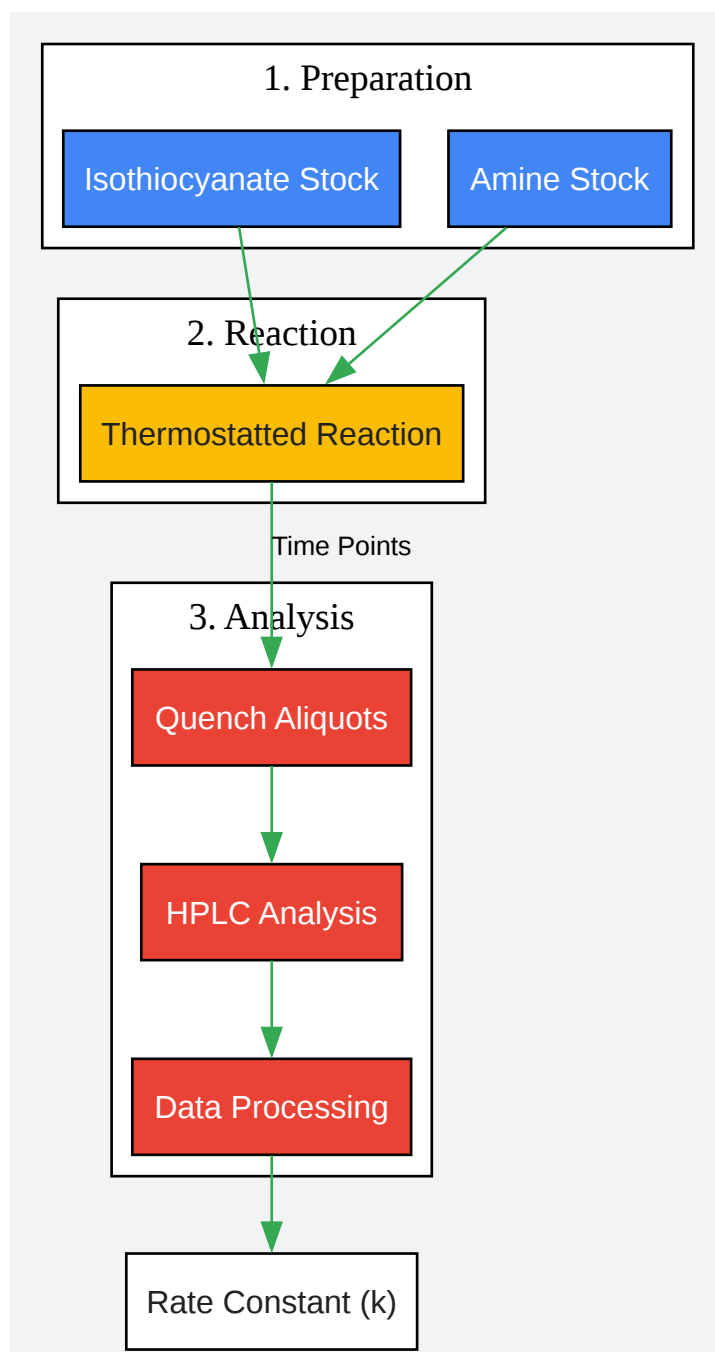 1. Preparation
Isothiocyanate Stock
Amine Stock
2. Reaction
Thermostatted Reaction
Time Points
3. Analysis
Quench Aliquots
HPLC Analysis
Data Processing
Rate Constant (k)